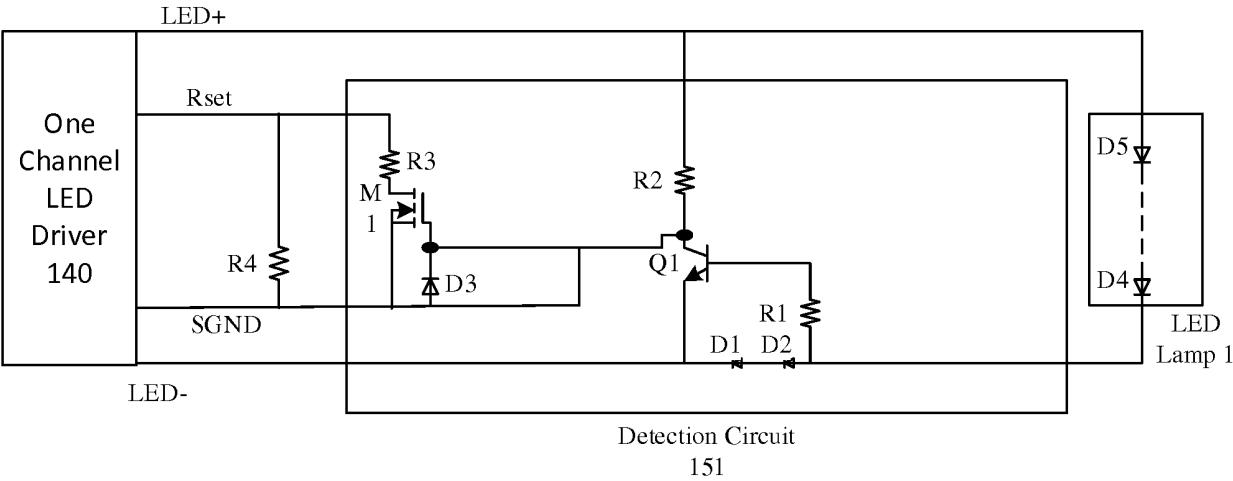 LED+
One
Channel
LED
Driver
140
Rset
R4
SGND
LED-
R3
M
1
D3
R2
Q1
R1
D1
D2
D5
D4
LED
Lamp 1
Detection Circuit
151